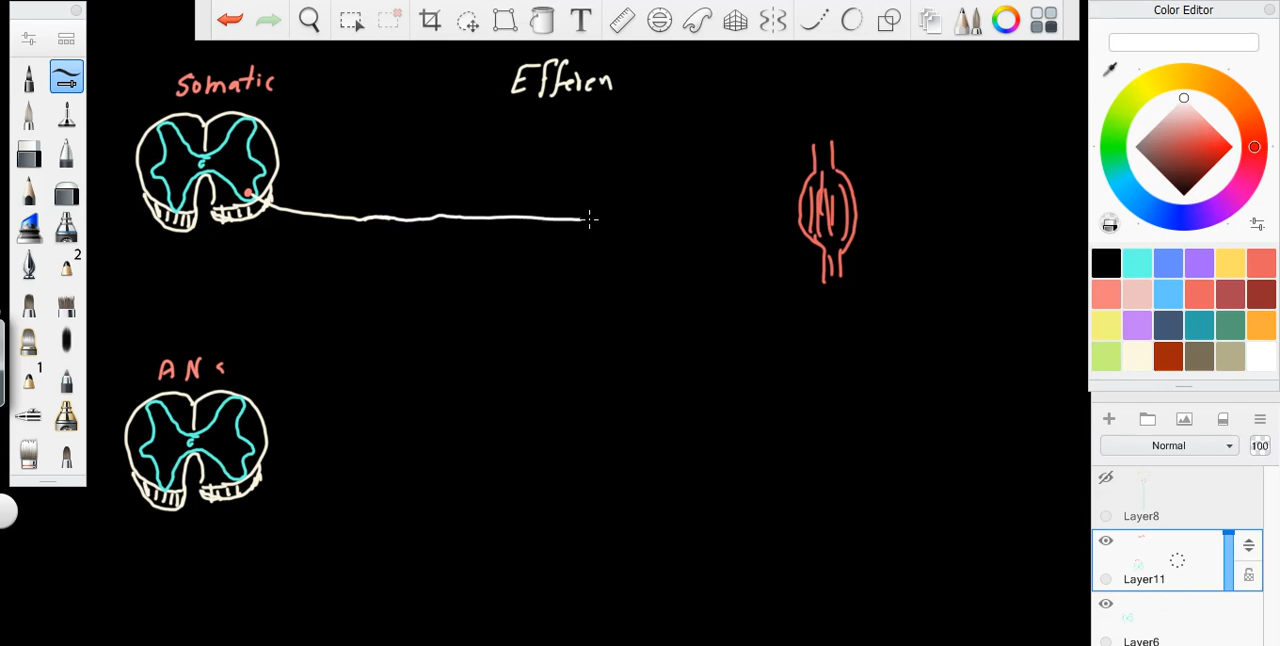 Color Editor
Somatic
Efferen
2
1
ANS
Normal
100
Layer8
Layer11
Layer6